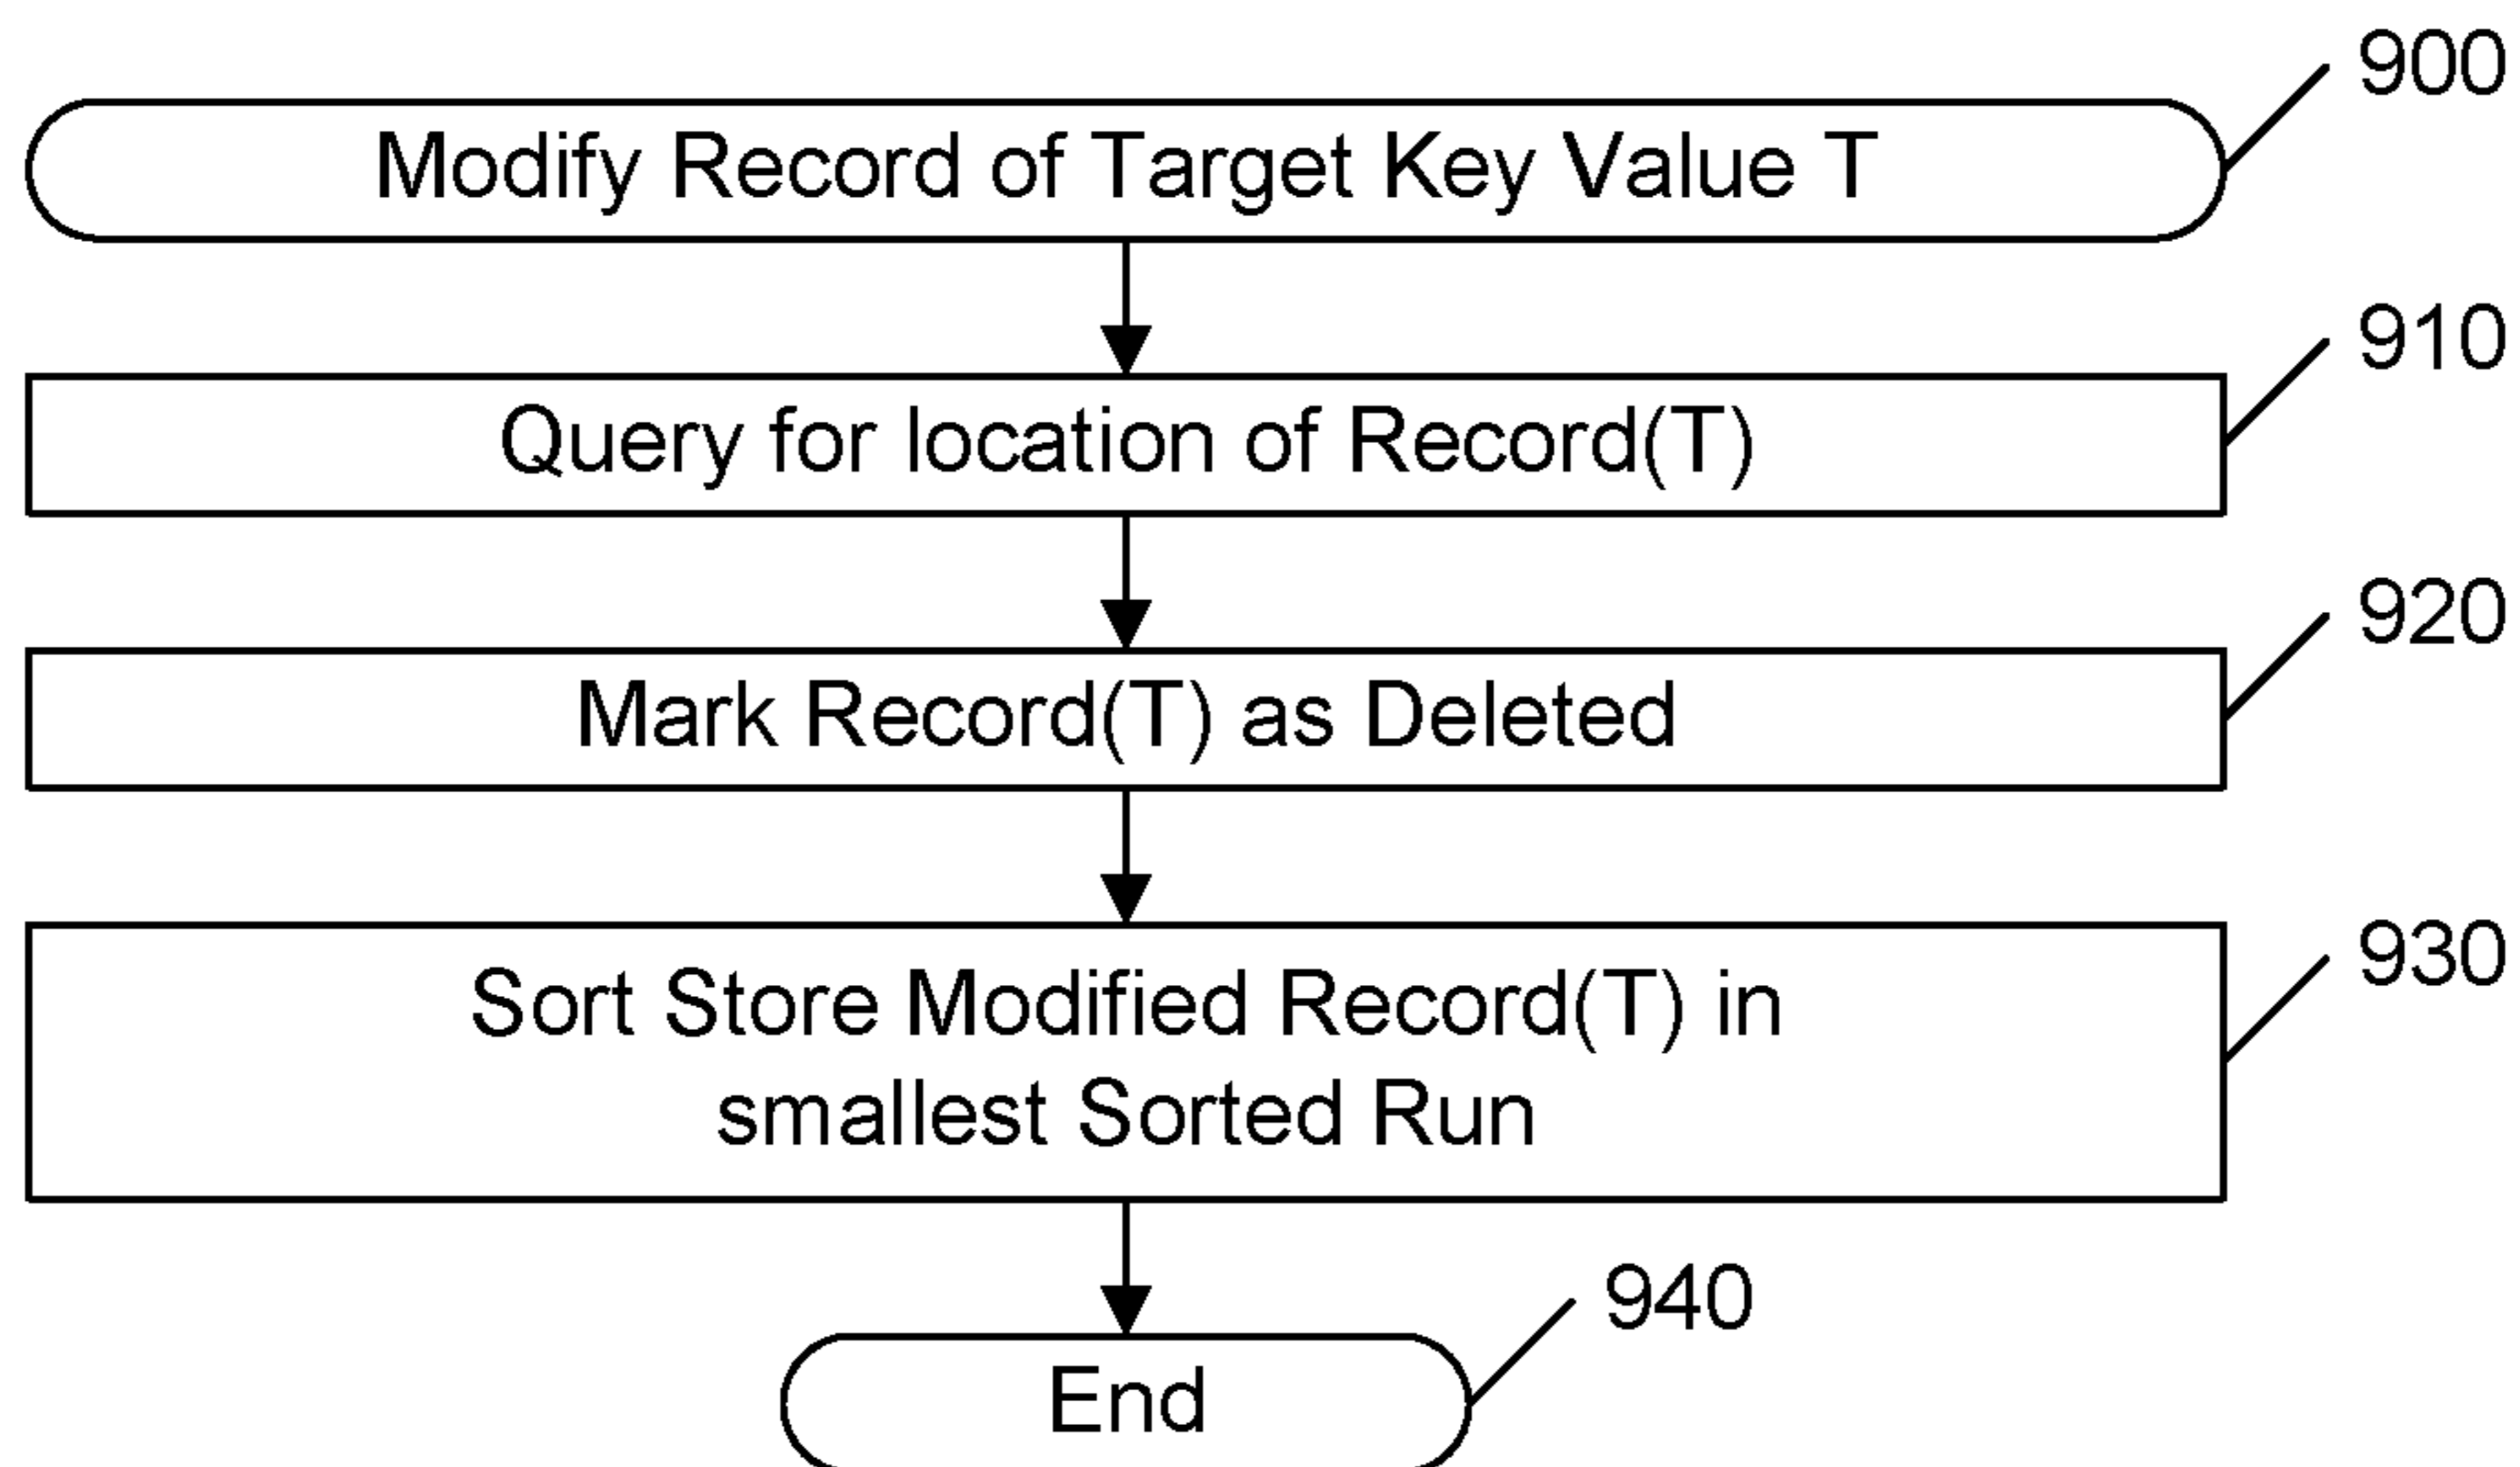 900
Modify Record of Target Key Value T
910
Query for location of Record(T)
920
Mark Record(T) as Deleted
930
Sort Store Modified Record(T) in
smallest Sorted Run
940
End